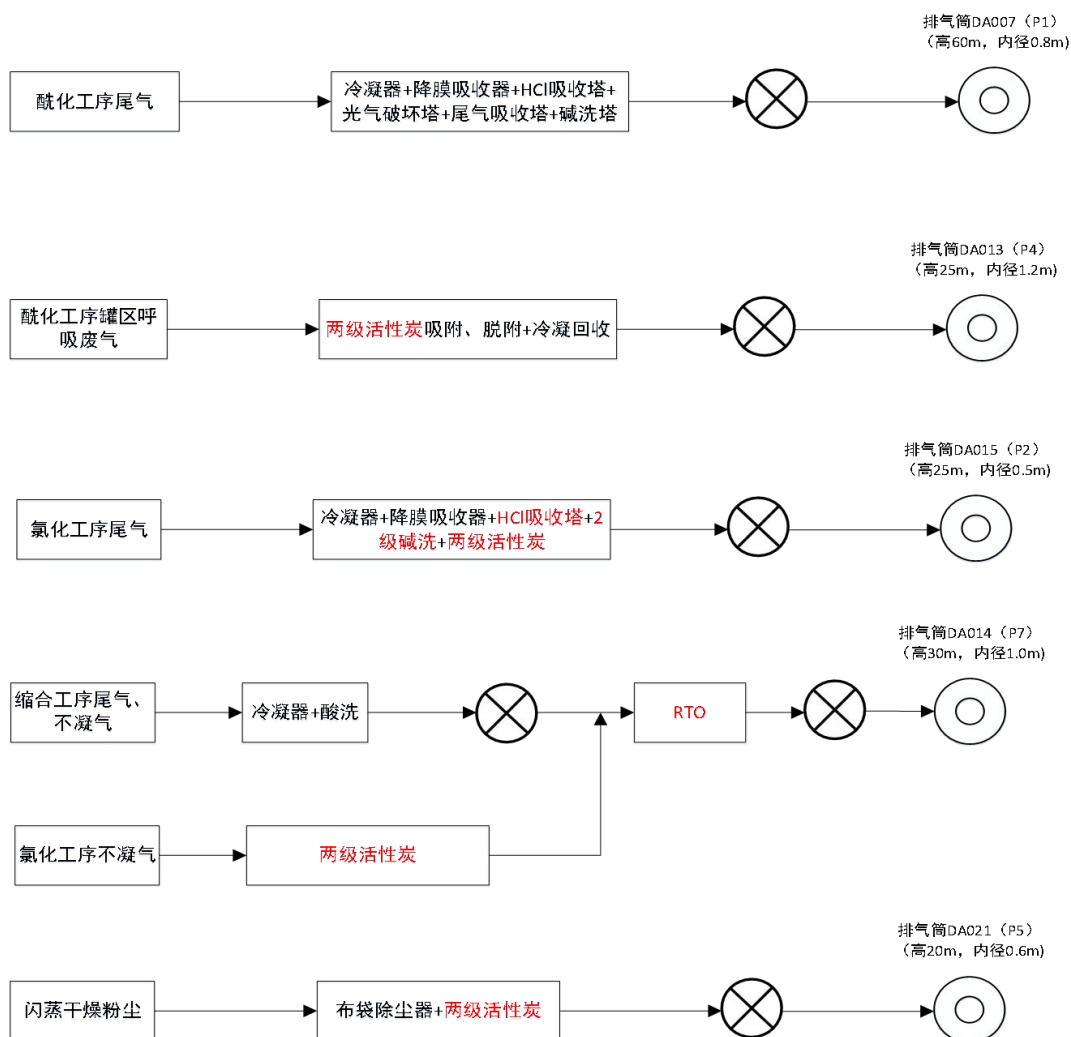 排气筒DA007（P1）
（高60m，内径0.8m)
酰化工序尾气
冷凝器+降膜吸收器+HCl吸收塔+
光气破坏塔+尾气吸收塔+碱洗塔
排气筒DA013（P4）
（高25m，内径1.2m)
酰化工序罐区呼
吸废气
两级活性炭吸附、脱附+冷凝回收
排气筒DA015（P2）
（高25m，内径0.5m)
氯化工序尾气
冷凝器+降膜吸收器+HCl吸收塔+2
级碱洗+两级活性炭
排气筒DA014（P7）
（高30m，内径1.0m)
缩合工序尾气、
不凝气
冷凝器+酸洗
RTO
氯化工序不凝气
两级活性炭
排气筒DA021（P5）
（高20m，内径0.6m)
闪蒸干燥粉尘
布袋除尘器+两级活性炭